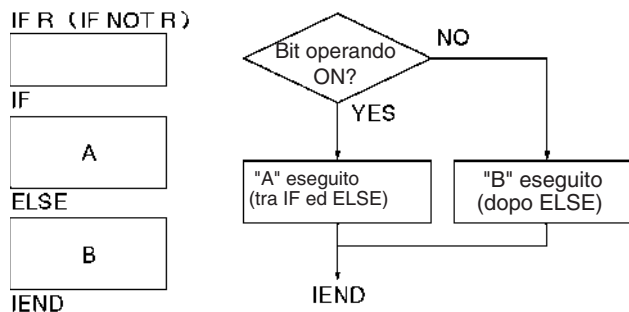 IF R (IF NOT R)
IF
A
ELSE
B
IEND
Bit operando
ON?
NO
YES
"A" eseguito
(tra IF ed ELSE)
"B" eseguito
(dopo ELSE)
IEND